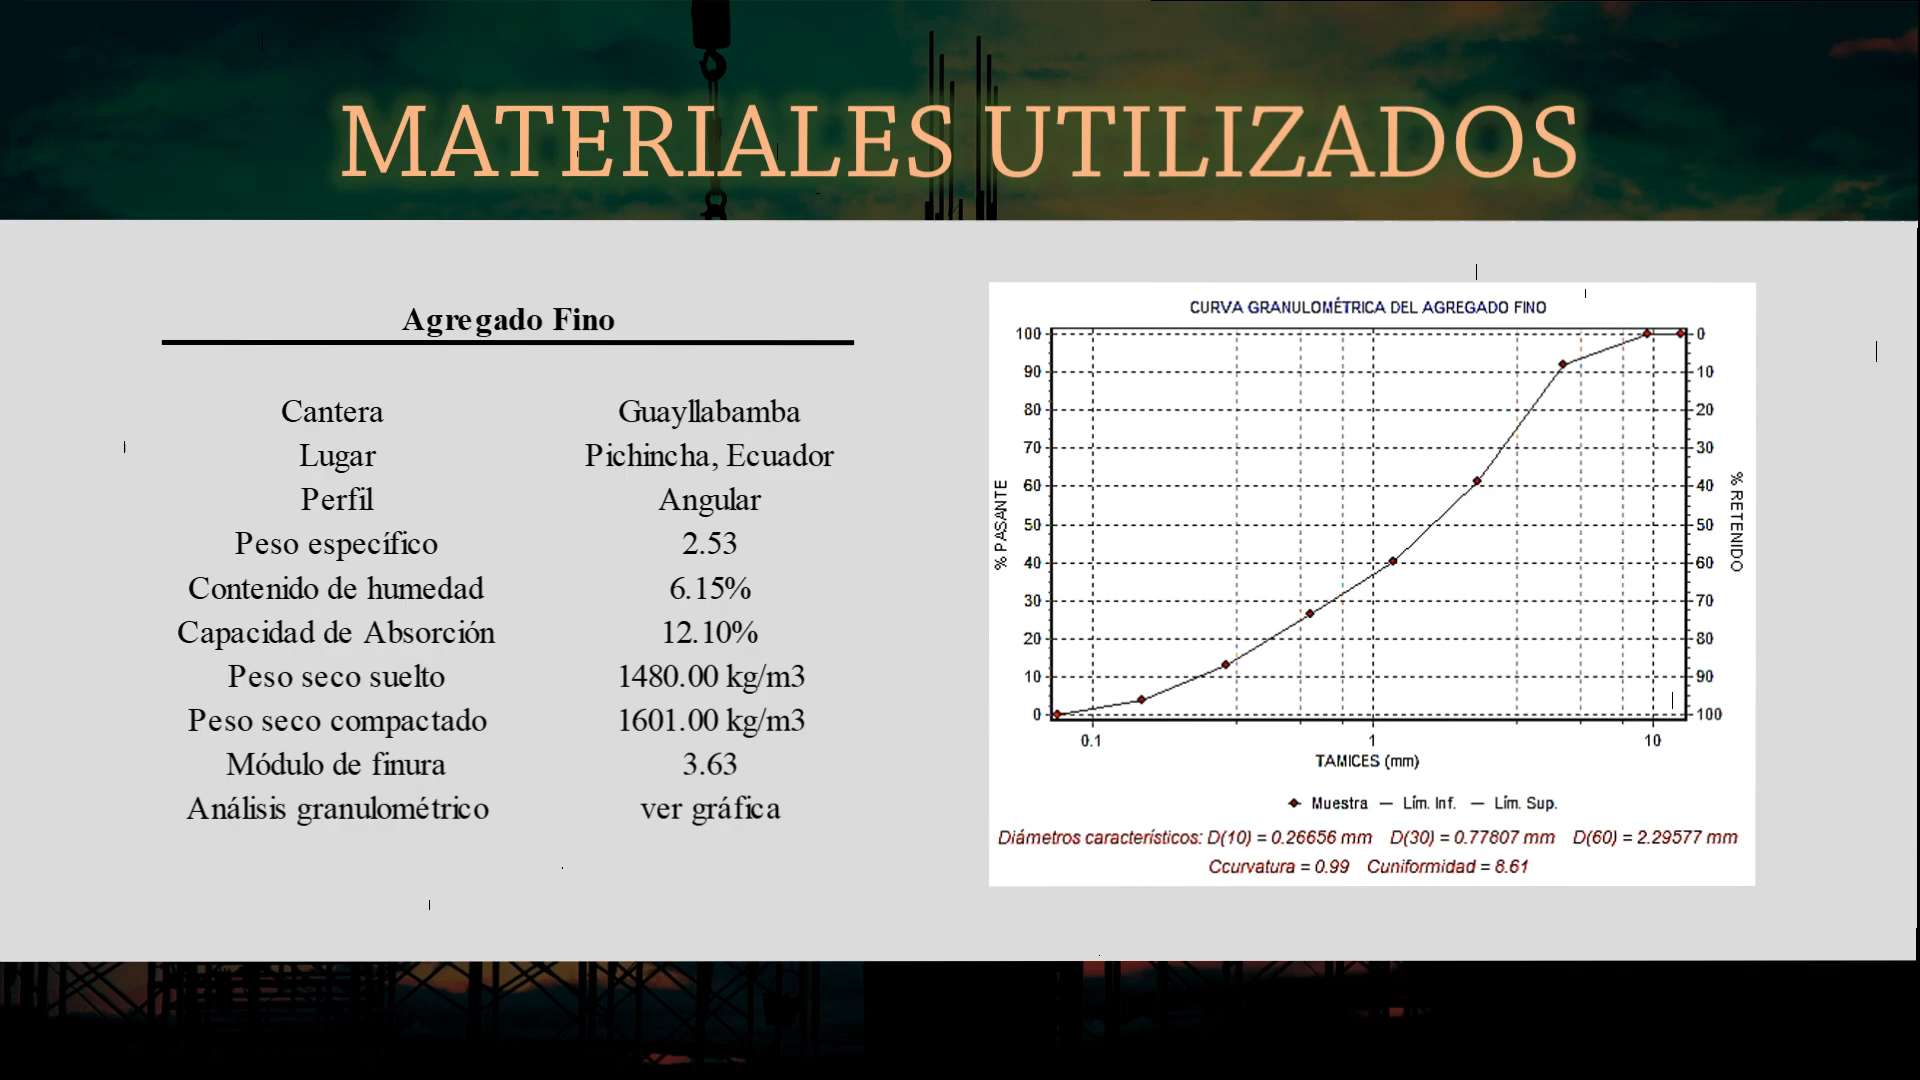 MATERIALES UTILIZADOS
Agregado Fino
Cantera Guayllabamba
Lugar Pichincha, Ecuador
Perfil Angular
Peso específico 2.53
Contenido de humedad 6.15%
Capacidad de Absorción 12.10%
Peso seco suelto 1480.00 kg/m3
Peso seco compactado 1601.00 kg/m3
Módulo de finura 3.63
Análisis granulométrico ver gráfica
CURVA GRANULOMÉTRICA DEL AGREGADO FINO
100 0
90 10
80 20
70 30
60 40
50 50
40 60
30 70
20 80
10 90
0 100
% PASANTE
% RETENIDO
0.1 1 10
TAMICES (mm)
Muestra Lím. Inf. Lím. Sup.
Diámetros característicos: D(10) = 0.26656 mm D(30) = 0.77807 mm D(60) = 2.29577 mm
Ccurvatura = 0.99 Cuniformidad = 8.61